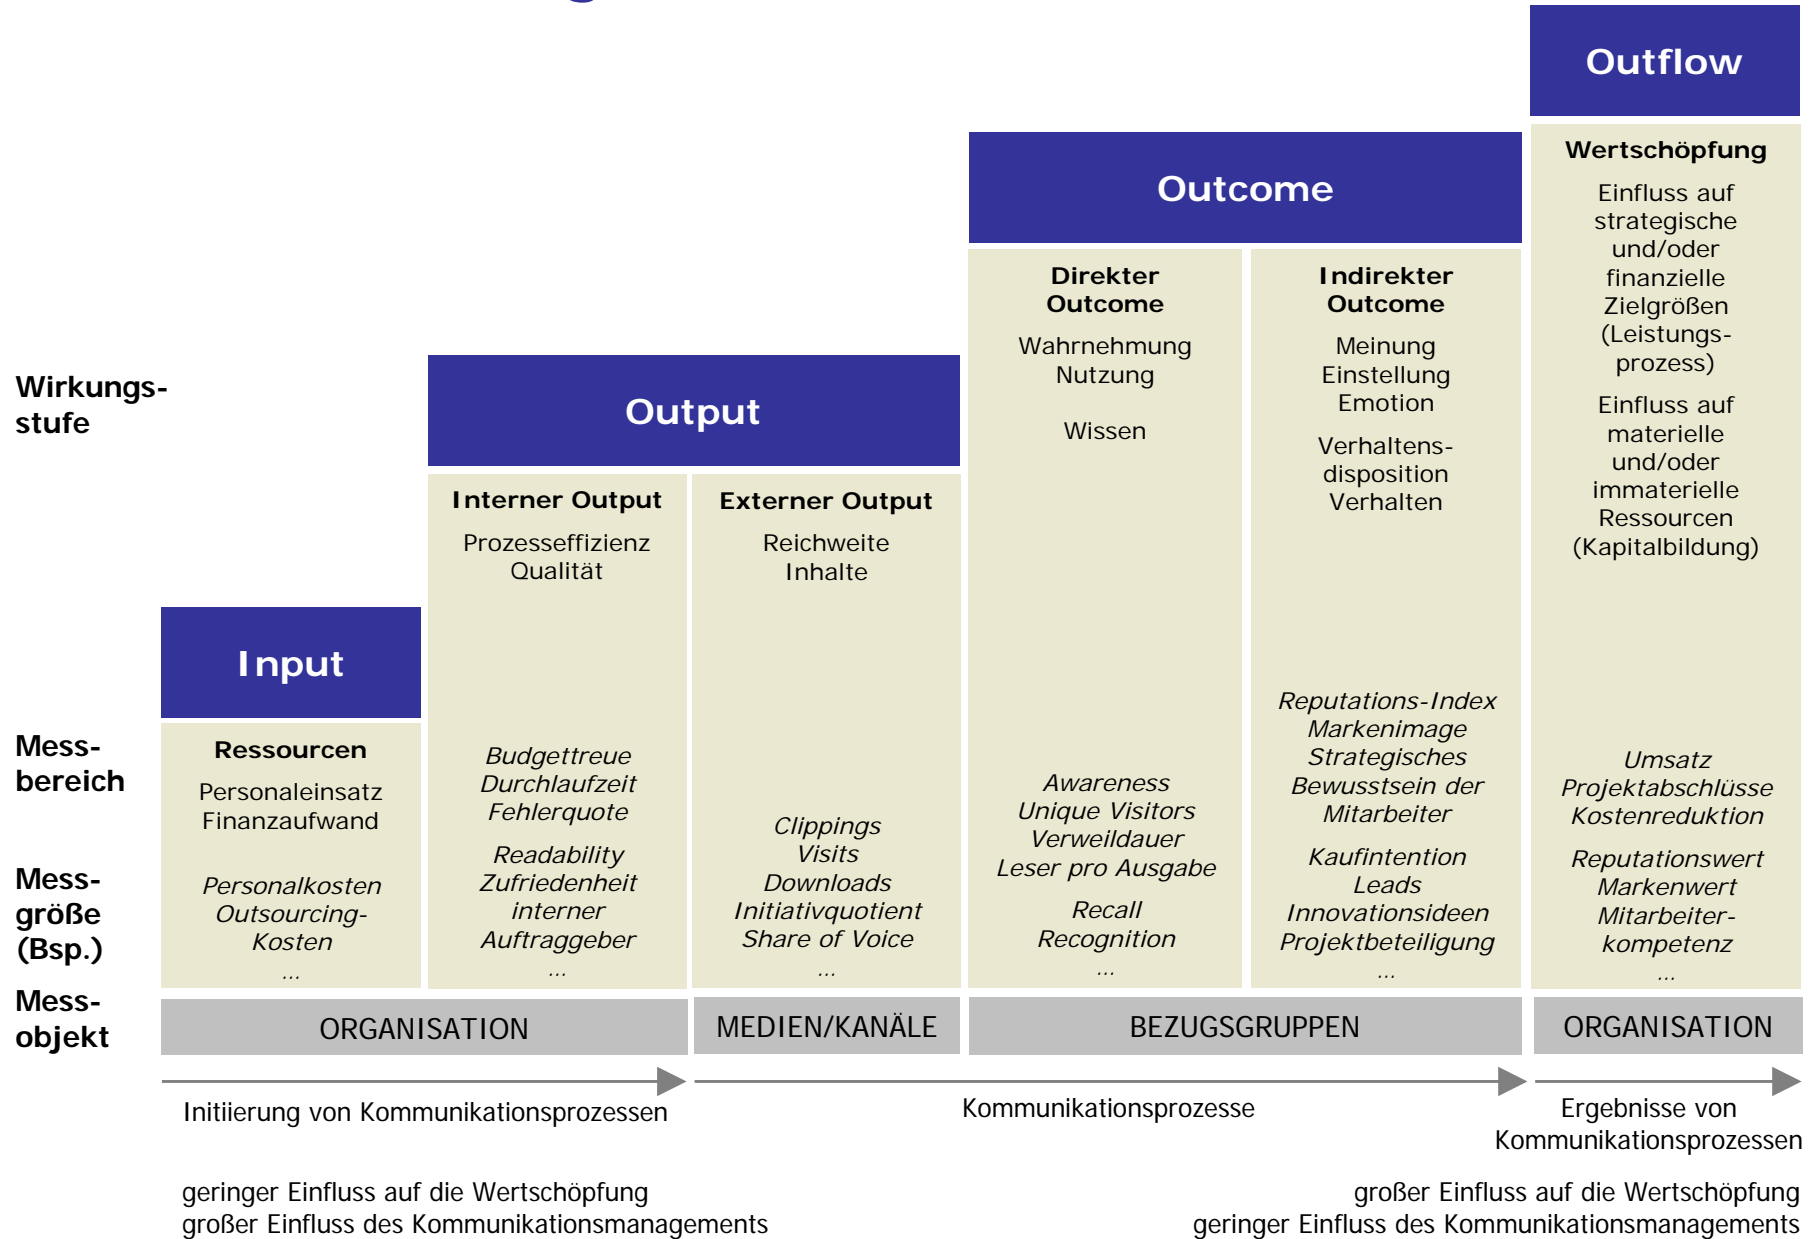 Outflow
Wertschöpfung
Einfluss auf
strategische
und/oder
finanzielle
Zielgrößen
(Leistungs-
prozess)
Einfluss auf
materielle
und/oder
immaterielle
Ressourcen
(Kapitalbildung)
Umsatz
Projektabschlüsse
Kostenreduktion
Reputationswert
Markenwert
Mitarbeiter-
kompetenz
...
Outcome
Direkter
Outcome
Wahrnehmung
Nutzung
Wissen
Awareness
Unique Visitors
Verweildauer
Leser pro Ausgabe
Recall
Recognition
...
Indirekter
Outcome
Meinung
Einstellung
Emotion
Verhaltens-
disposition
Verhalten
Reputations-Index
Markenimage
Strategisches
Bewusstsein der
Mitarbeiter
Kaufintention
Leads
Innovationsideen
Projektbeteiligung
...
Wirkungs-
stufe
Output
Interner Output
Prozesseffizienz
Qualität
Budgettreue
Durchlaufzeit
Fehlerquote
Readability
Zufriedenheit
interner
Auftraggeber
...
Externer Output
Reichweite
Inhalte
Clippings
Visits
Downloads
Initiativquotient
Share of Voice
...
Input
Mess-
bereich
Ressourcen
Personaleinsatz
Finanzaufwand
Mess-
größe
(Bsp.)
Personalkosten
Outsourcing-
Kosten
...
Mess-
objekt
ORGANISATION
MEDIEN/KANÄLE
BEZUGSGRUPPEN
ORGANISATION
Initiierung von Kommunikationsprozessen
Kommunikationsprozesse
Ergebnisse von
Kommunikationsprozessen
geringer Einfluss auf die Wertschöpfung
großer Einfluss des Kommunikationsmanagements
großer Einfluss auf die Wertschöpfung
geringer Einfluss des Kommunikationsmanagements